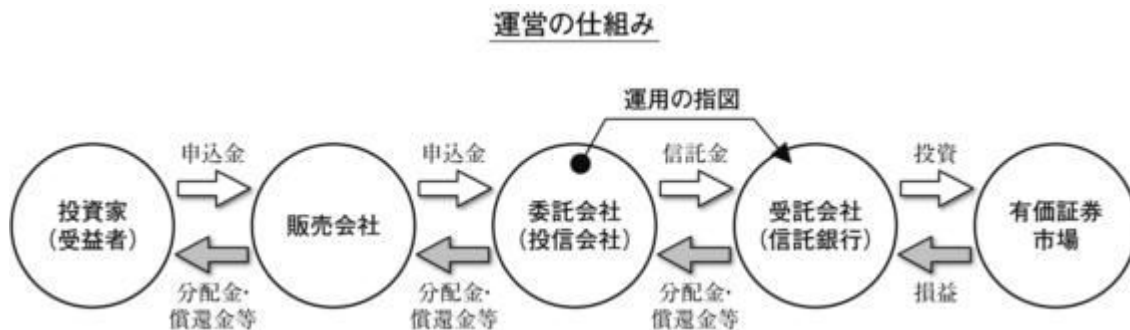 運営の仕組み
運用の指図
申込金
申込金
信託金
投資
投資家
（受益者）
販売会社
委託会社
（投信会社）
受託会社
（信託銀行）
有価証券
市場
分配金・
償還金等
分配金・
償還金等
分配金・
償還金等
損益